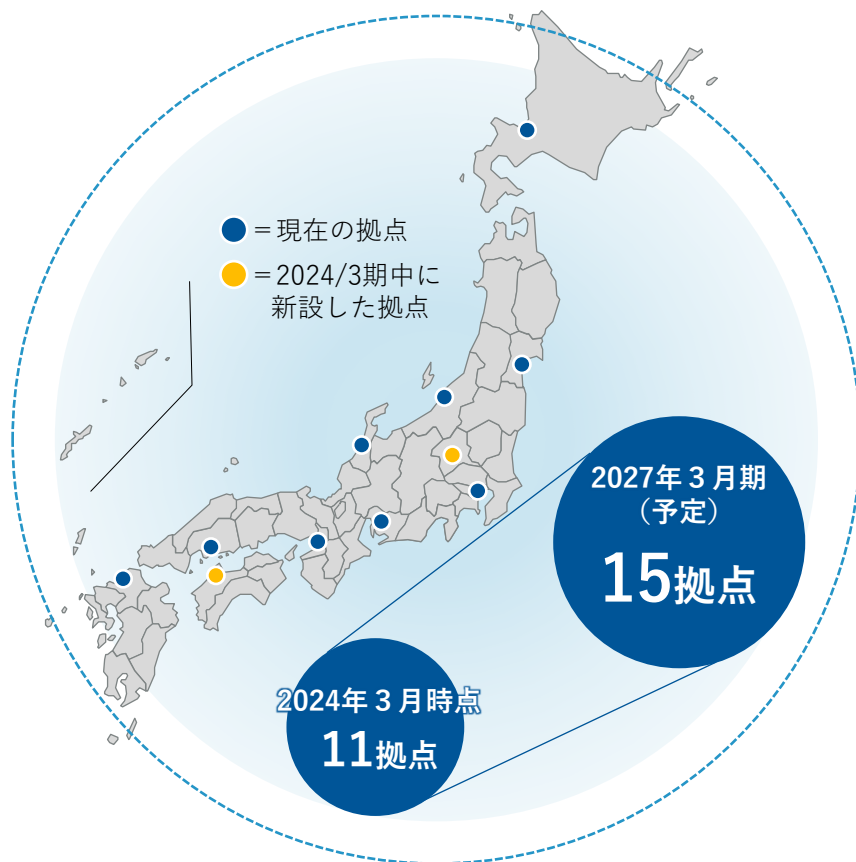 ＝現在の拠点
＝2024/3期中に
新設した拠点
2027年３月期
（予定）
15拠点
2024年３月時点
11拠点